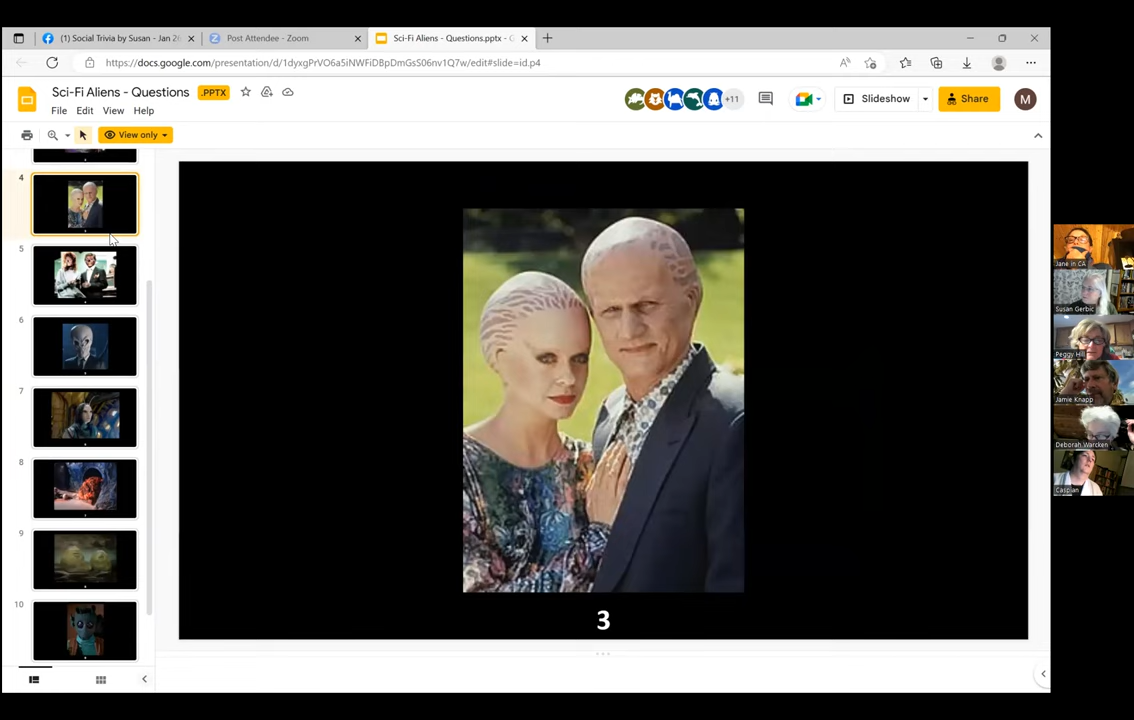 (1) Social Trivia by Susan - Jan 2
Post Attendee - Zoom
Sci-Fi Aliens - Questions.pptx - G
https://docs.google.com/presentation/d/1dyxgPrVO6a5iNWFiDBpDmGsS06nv1Q7w/edit#slide=id.p4
Sci-Fi Aliens - Questions .PPTX
File Edit View Help
+11
Slideshow
Share
M
View only
4
5
6
7
8
9
10
3
Jane in CA
Susan Gerbic
Peggy Hill
Jamie Knapp
Deborah Warcken
Caspian